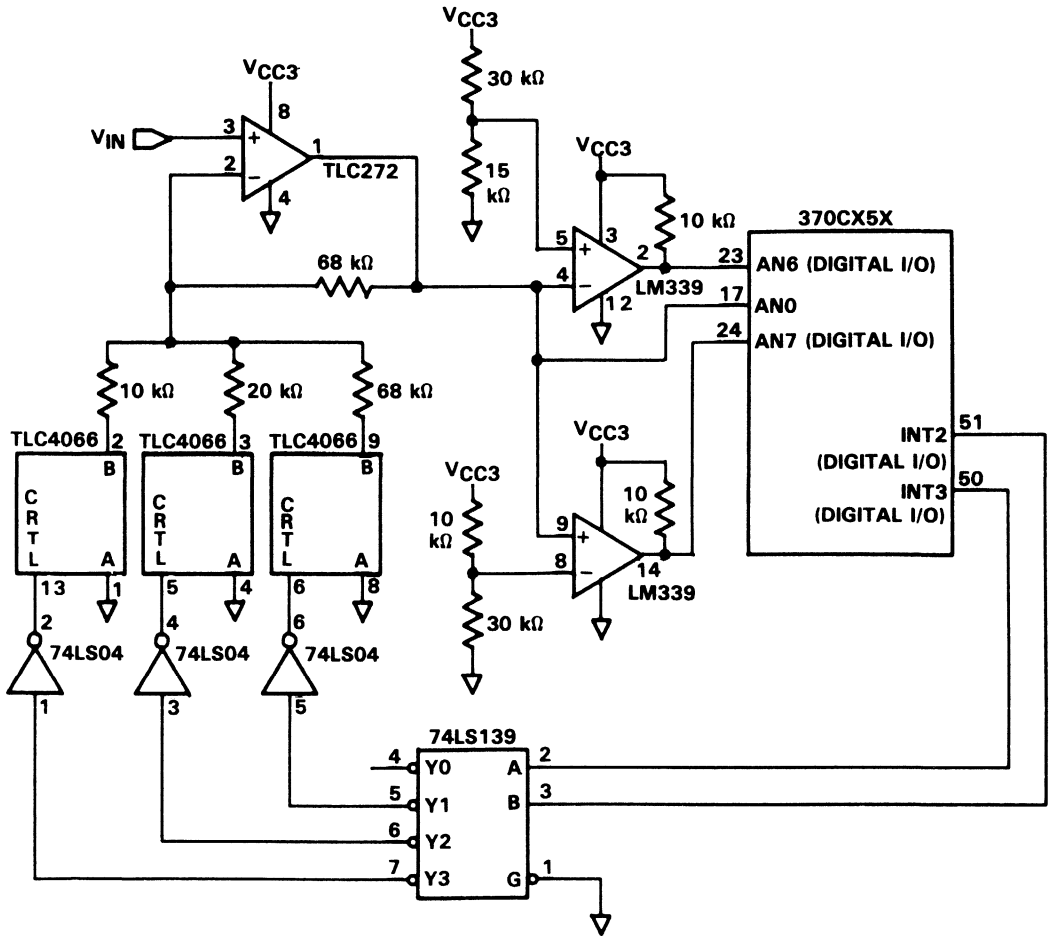 VCC3
30 kΩ
VCC3
8
VIN
3
+
1
2
−
TLC272
4
15
kΩ
VCC3
10 kΩ
370CX5X
5
+
3
2
4
−
LM339
12
23
AN6 (DIGITAL I/O)
17
AN0
24
AN7 (DIGITAL I/O)
68 kΩ
10 kΩ
20 kΩ
68 kΩ
TLC4066
2
TLC4066
3
TLC4066
9
B
B
B
C
R
T
L
C
R
T
L
C
R
T
L
A
A
A
13
1
5
4
6
8
VCC3
VCC3
10
kΩ
10
kΩ
9
+
8
−
14
LM339
30 kΩ
51
INT2
(DIGITAL I/O)
50
INT3
(DIGITAL I/O)
2
74LS04
4
74LS04
6
74LS04
1
3
5
74LS139
4
Y0
A
2
5
Y1
B
3
6
Y2
7
Y3
G
1